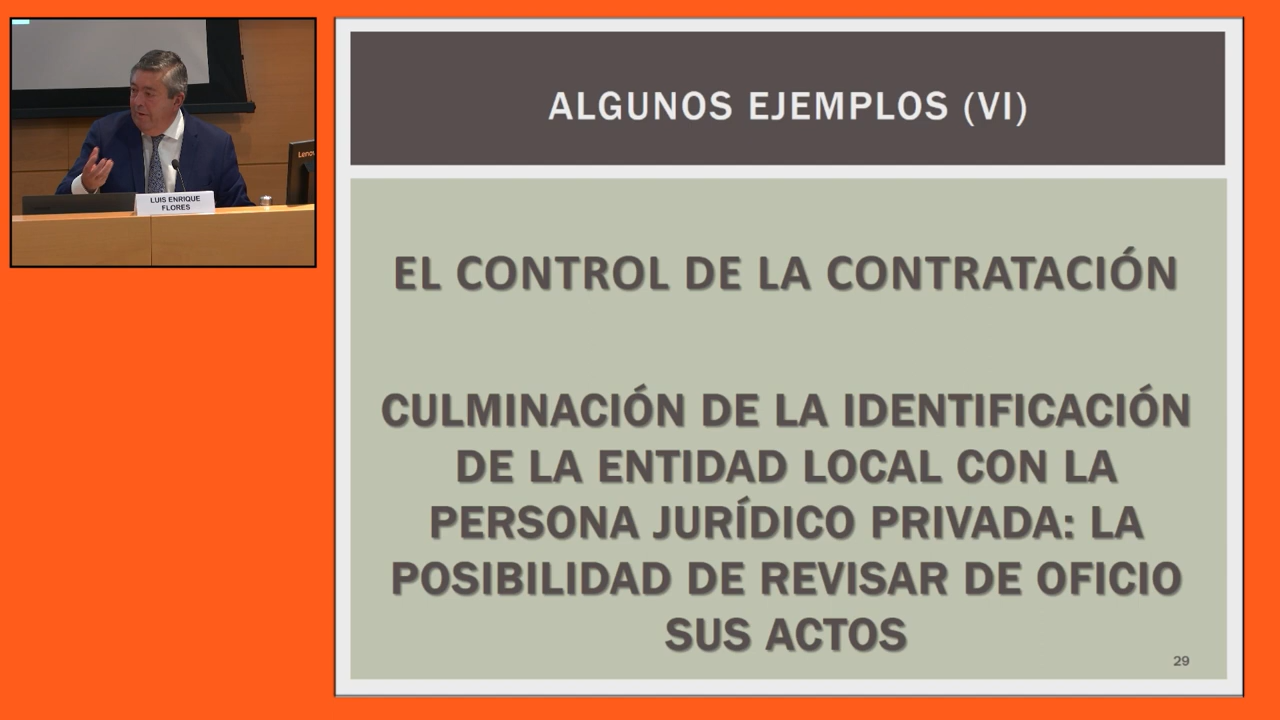 Lenovo
LUIS ENRIQUE
FLORES
ALGUNOS EJEMPLOS (VI)
EL CONTROL DE LA CONTRATACIÓN
CULMINACIÓN DE LA IDENTIFICACIÓN
DE LA ENTIDAD LOCAL CON LA
PERSONA JURÍDICO PRIVADA: LA
POSIBILIDAD DE REVISAR DE OFICIO
SUS ACTOS
29